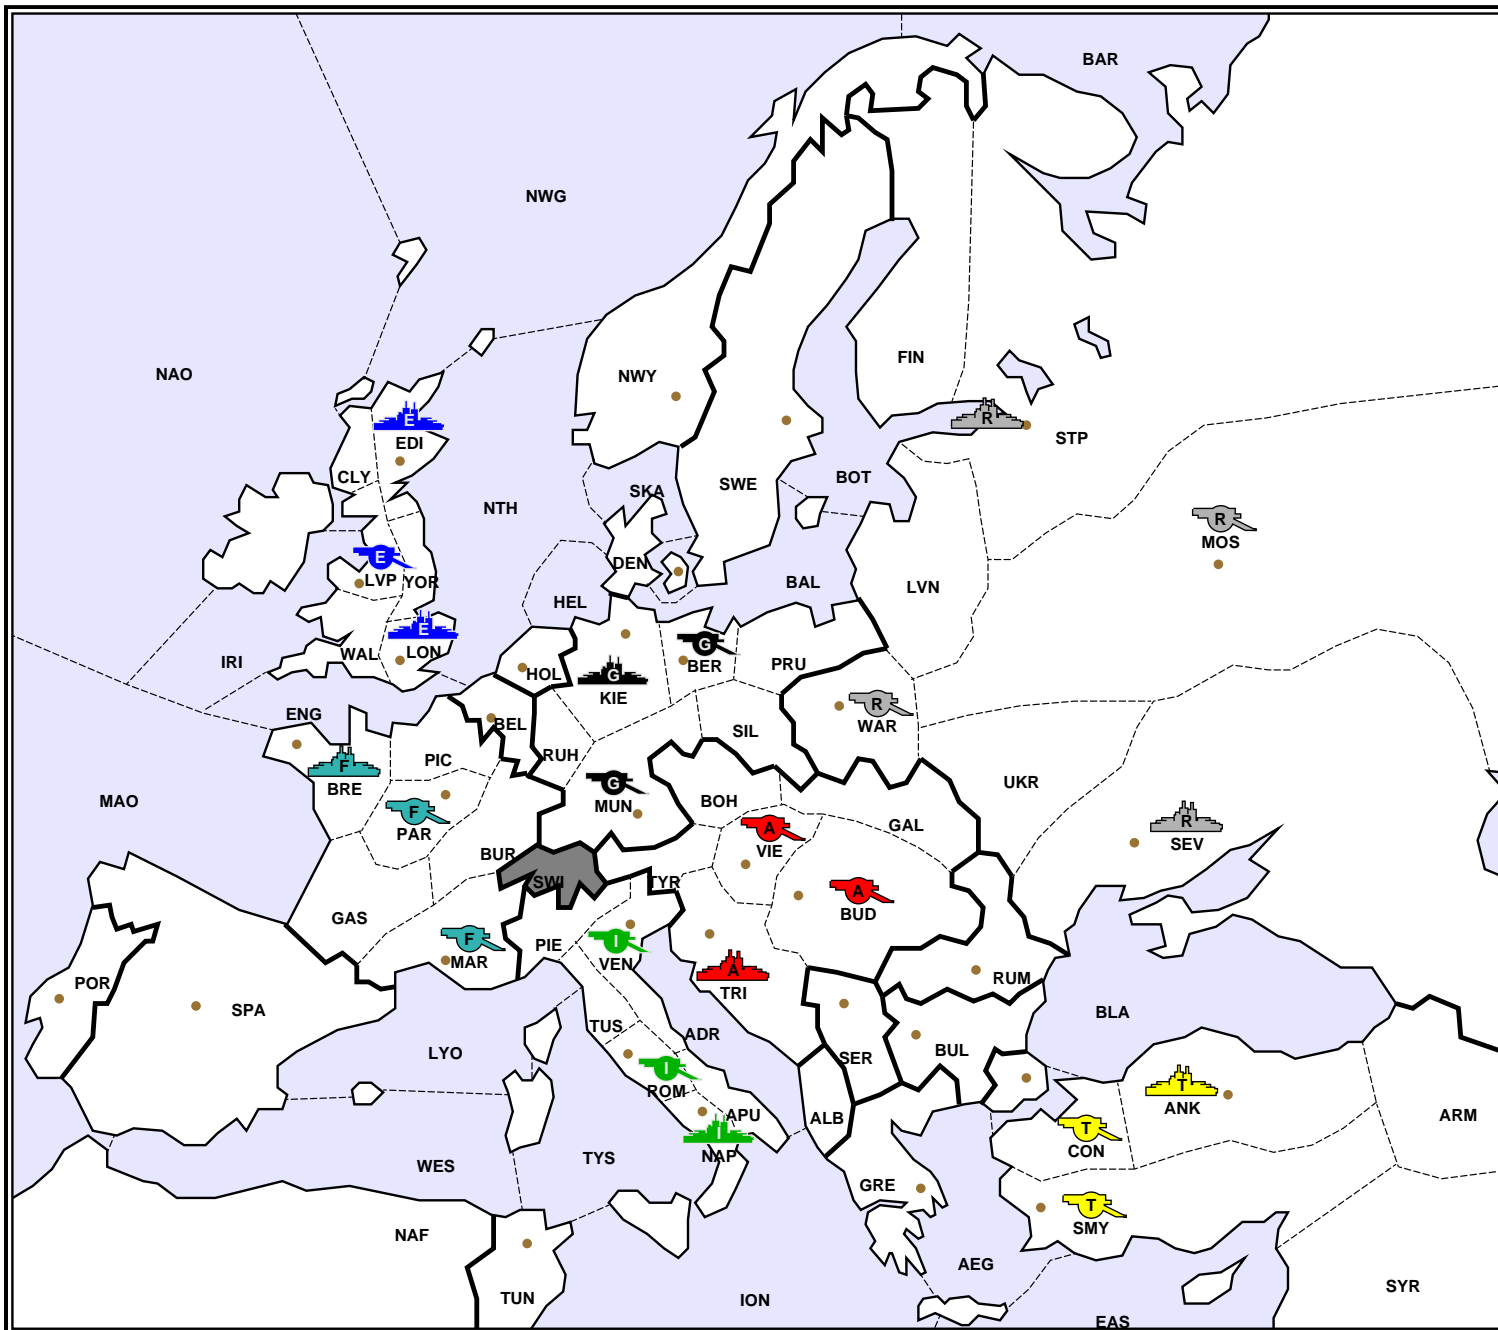 BAR
NWG
NAO
FIN
NWY
E
R
EDI
STP
CLY
SWE
BOT
SKA
NTH
R
MOS
E
LVP
YOR
DEN
BAL
LVN
HEL
E
LON
WAL
IRI
G
BER
PRU
HOL
G
KIE
R
WAR
ENG
BEL
SIL
PIC
RUH
F
BRE
UKR
G
MUN
BOH
MAO
F
PAR
A
VIE
GAL
R
SEV
BUR
SWI
TYR
A
BUD
GAS
F
MAR
PIE
I
VEN
A
TRI
RUM
POR
SPA
BLA
TUS
ADR
LYO
SER
BUL
I
ROM
T
ANK
APU
ALB
ARM
I
NAP
T
CON
WES
TYS
GRE
T
SMY
NAF
AEG
SYR
TUN
ION
EAS